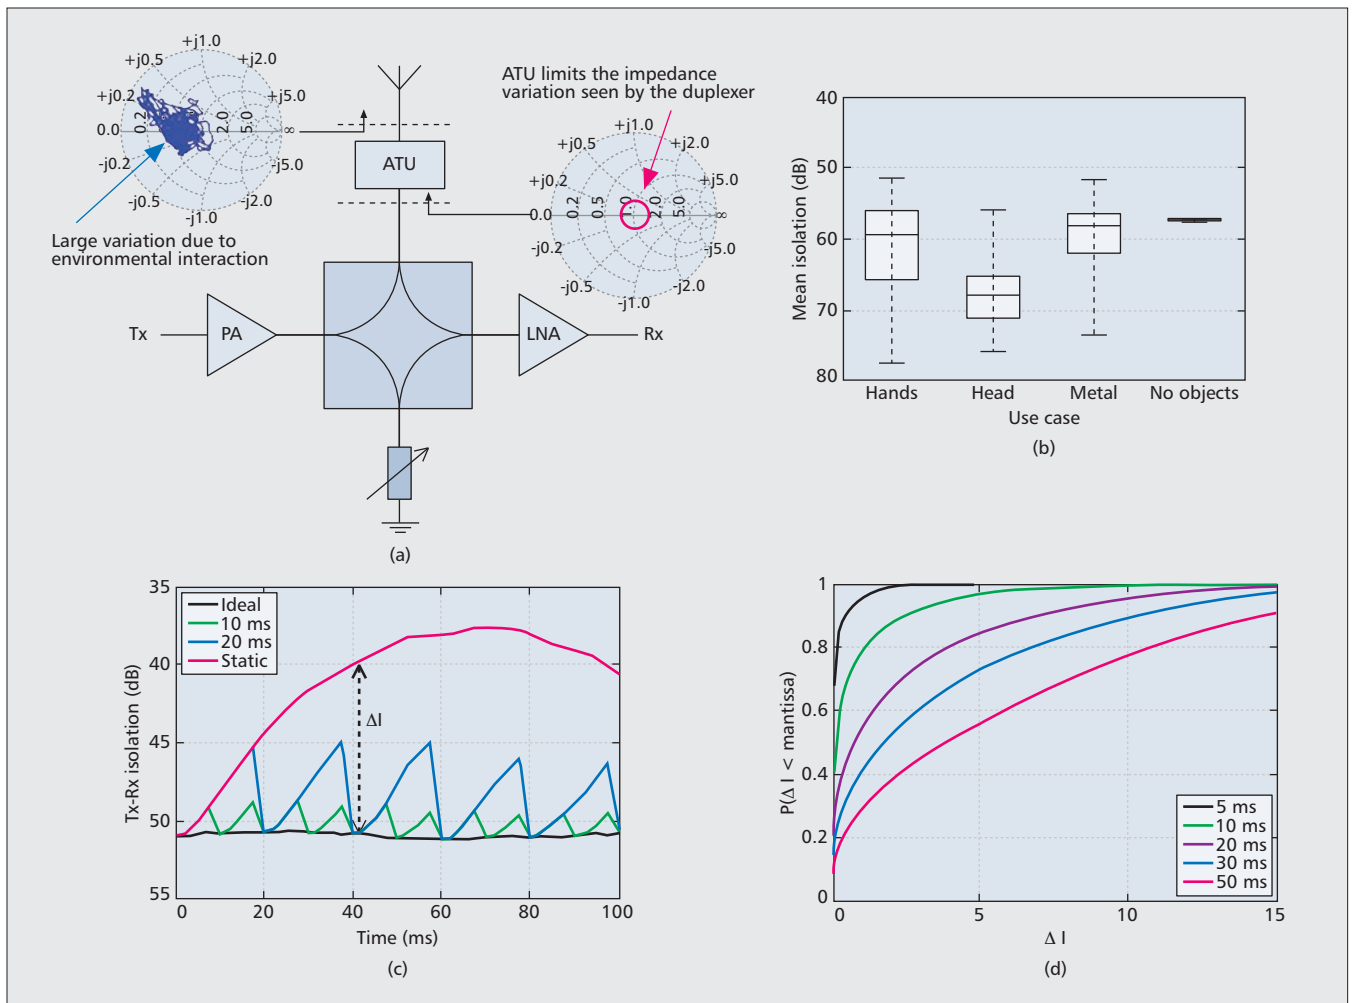 +j1.0
+j0.5
+j2.0
+j0.2
+j5.0
0.0
0.2
2.0
5.0
∞
-j0.2
-j5.0
-j0.5
-j2.0
-j1.0
Large variation due to
environmental interaction
ATU
ATU limits the impedance
variation seen by the duplexer
+j1.0
+j2.0
+j0.2
+j5.0
0.0
0.2
0.5
1.0
2.0
5.0
∞
-j0.2
-j5.0
-j0.5
-j2.0
-j1.0
Tx
PA
LNA
Rx
(a)
Mean isolation (dB)
40
50
60
70
80
Hands
Head
Metal
No objects
Use case
(b)
Tx-Rx isolation (dB)
35
40
45
50
55
Ideal
10 ms
20 ms
Static
ΔI
0
20
40
60
80
100
Time (ms)
(c)
P(Δ I < mantissa)
1
0.8
0.6
0.4
0.2
0
5 ms
10 ms
20 ms
30 ms
50 ms
0
5
10
15
Δ I
(d)